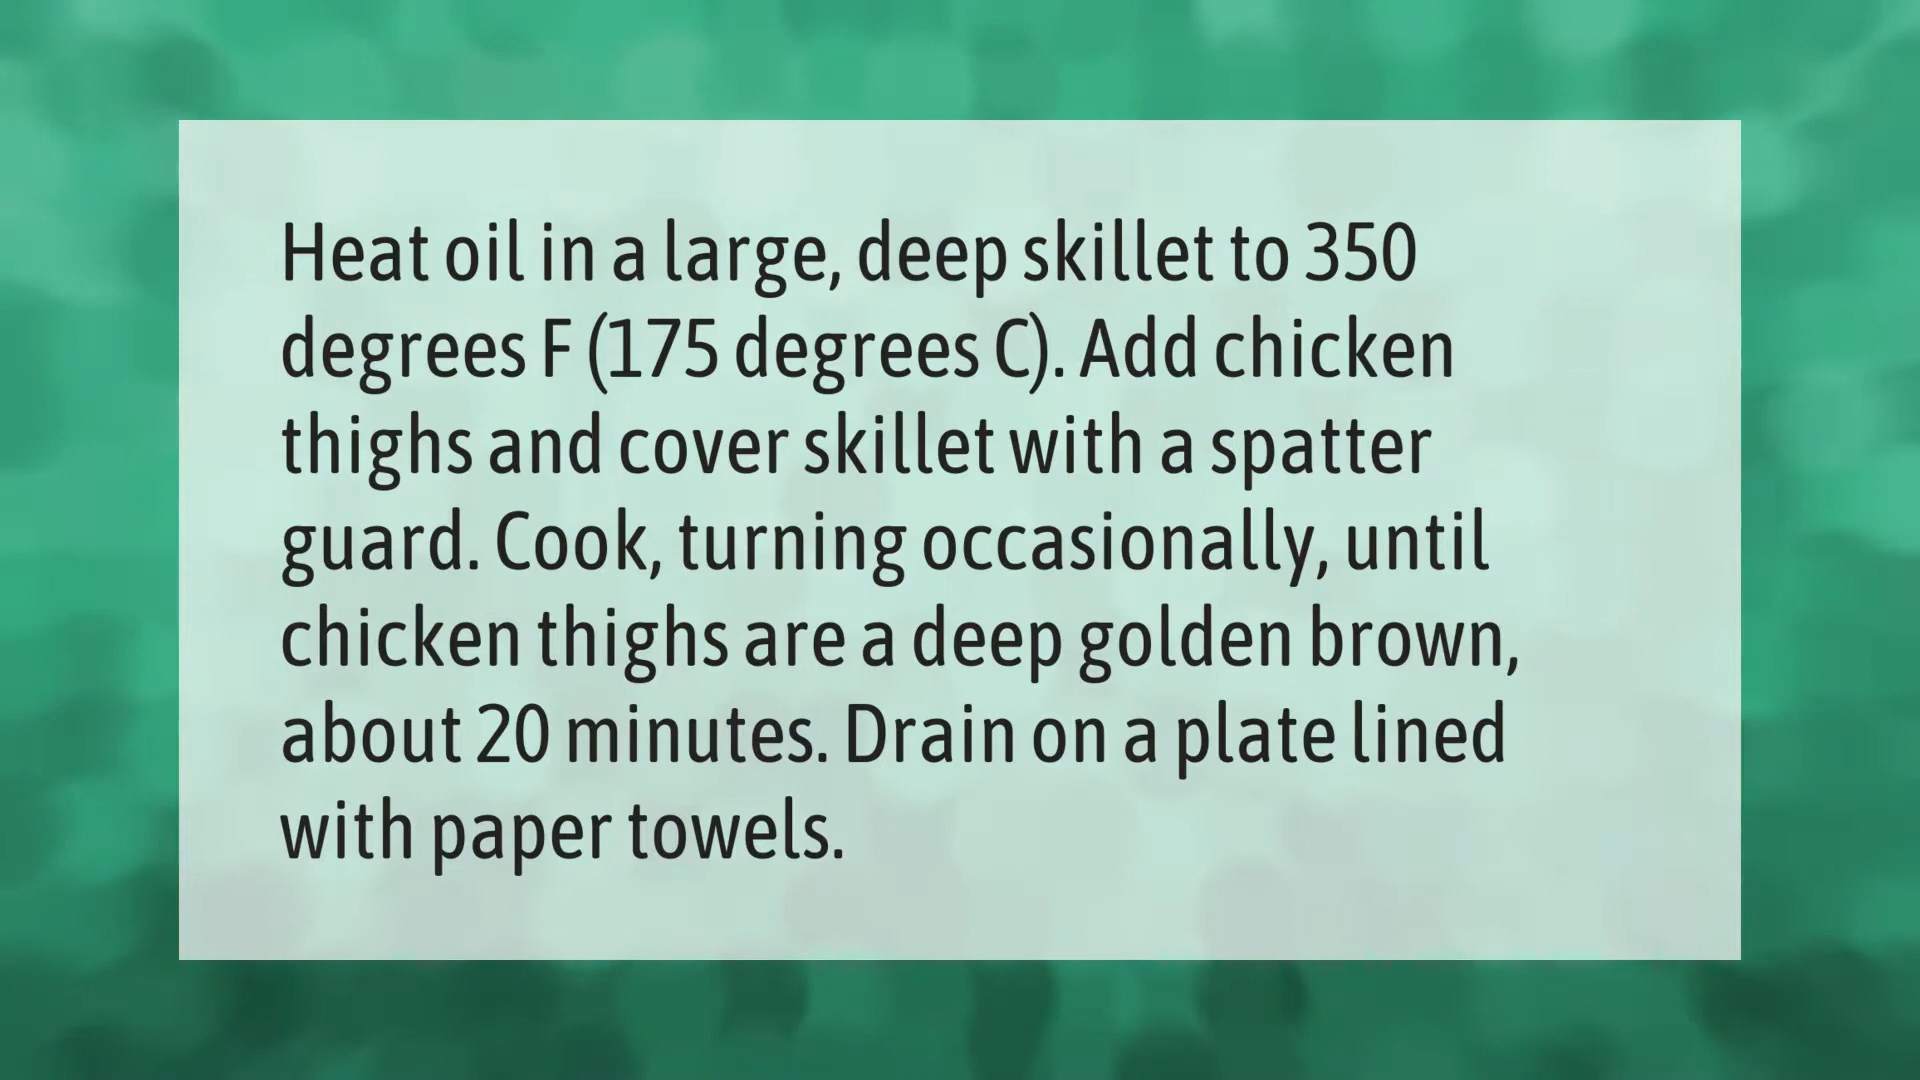 Heat oil in a large, deep skillet to 350
degrees F (175 degrees C). Add chicken
thighs and cover skillet with a spatter
guard. Cook, turning occasionally, until
chicken thighs are a deep golden brown,
about 20 minutes. Drain on a plate lined
with paper towels.